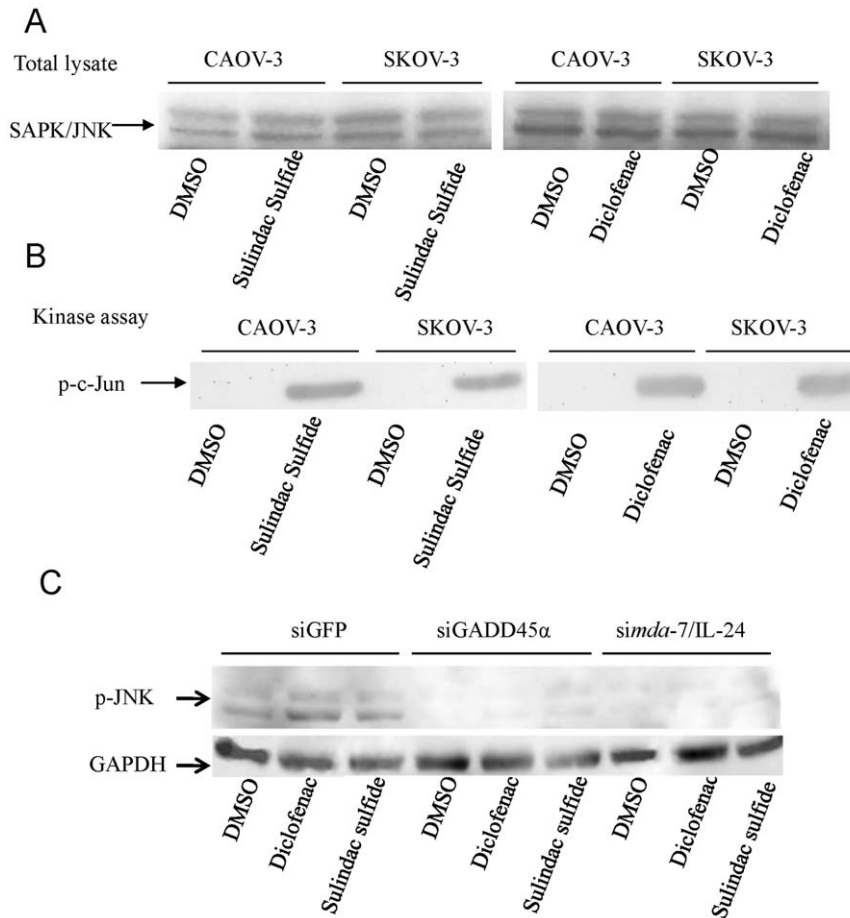 A
Total lysate
CAOV-3 SKOV-3 CAOV-3 SKOV-3
SAPK/JNK
DMSO Sulindac Sulfide DMSO Sulindac Sulfide DMSO Diclofenac DMSO Diclofenac
B
Kinase assay
CAOV-3 SKOV-3 CAOV-3 SKOV-3
p-c-Jun
DMSO Sulindac Sulfide DMSO Sulindac Sulfide DMSO Diclofenac DMSO Diclofenac
C
siGFP siGADD45α simda-7/IL-24
p-JNK
GAPDH
DMSO Diclofenac Sulindac sulfide DMSO Diclofenac Sulindac sulfide DMSO Diclofenac Sulindac sulfide